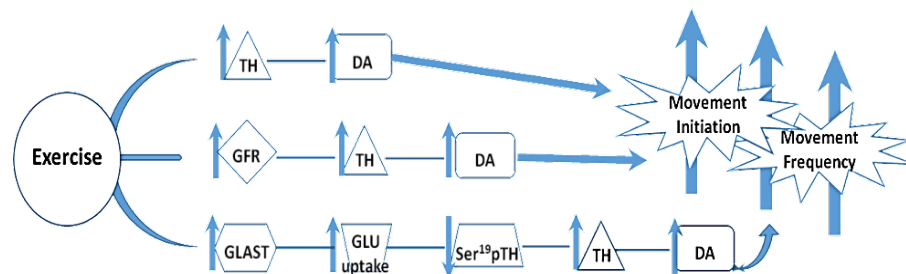 TH
DA
Movement
Initiation
Exercise
GFR
TH
DA
Movement
Frequency
GLAST
GLU
uptake
Ser¹⁹pTH
TH
DA